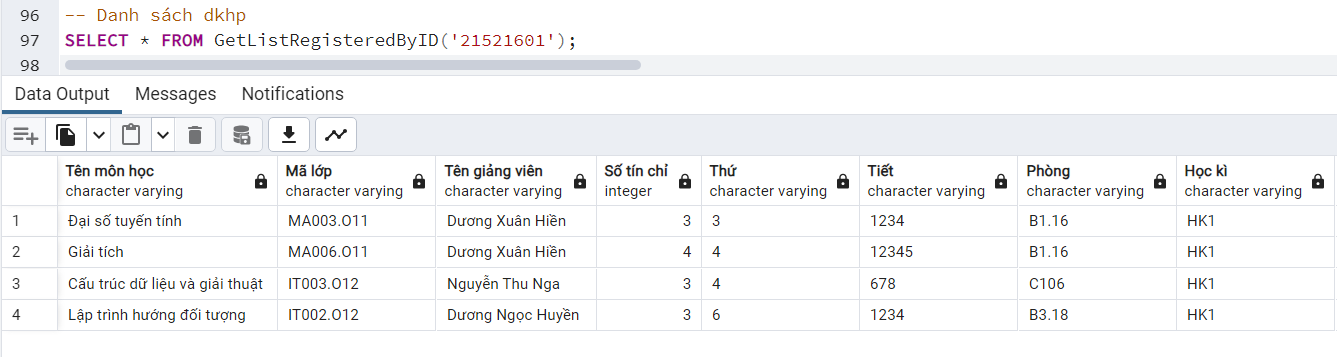 96 -- Danh sách dkhp
97 SELECT * FROM GetListRegisteredByID('21521601');
98
Data Output Messages Notifications
Tên môn học Mã lớp Tên giảng viên Số tín chỉ Thứ Tiết Phòng Học kì
character varying character varying character varying integer character varying character varying character varying character varying
1 Đại số tuyến tính MA003.O11 Dương Xuân Hiền 3 3 1234 B1.16 HK1
2 Giải tích MA006.O11 Dương Xuân Hiền 4 4 12345 B1.16 HK1
3 Cấu trúc dữ liệu và giải thuật IT003.O12 Nguyễn Thu Nga 3 4 678 C106 HK1
4 Lập trình hướng đối tượng IT002.O12 Dương Ngọc Huyền 3 6 1234 B3.18 HK1